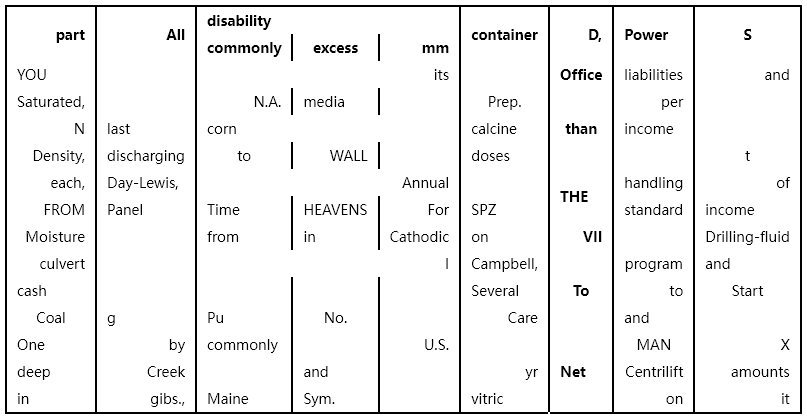 disability
part All container D, Power S
commonly excess mm
YOU its Office liabilities and
Saturated, N.A. media Prep. per
N last corn calcine than income
Density, discharging to WALL doses t
each, Day-Lewis, Annual handling of
THE
FROM Panel Time HEAVENS For SPZ standard income
Moisture from in Cathodic on VII Drilling-fluid
culvert I Campbell, program and
cash Several To to Start
Coal g Pu No. Care and
One by commonly U.S. MAN X
deep Creek and yr Net Centrilift amounts
in gibs., Maine Sym. vitric on it